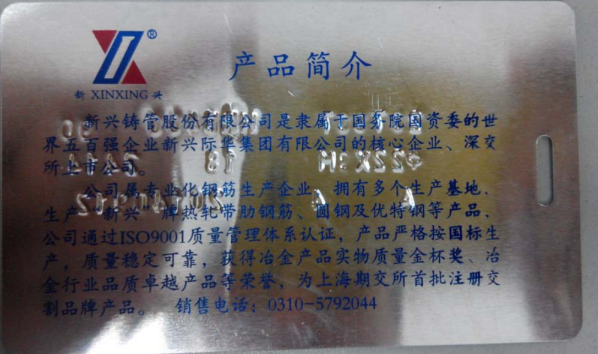 ®
新 XINXING 兴
产品简介
新兴铸管股份有限公司是隶属于国务院国资委的世
界五百强企业新兴际华集团有限公司的核心企业、深交
所上市公司。
公司属专业化钢筋生产企业，拥有多个生产基地，
生产“新兴”牌热轧带肋钢筋、圆钢及优特钢等产品，
公司通过ISO9001质量管理体系认证，产品严格按国标生
产，质量稳定可靠，获得冶金产品实物质量金杯奖、冶
金行业品质卓越产品等荣誉，为上海期交所首批注册交
割品牌产品。 销售电话：0310-5792044